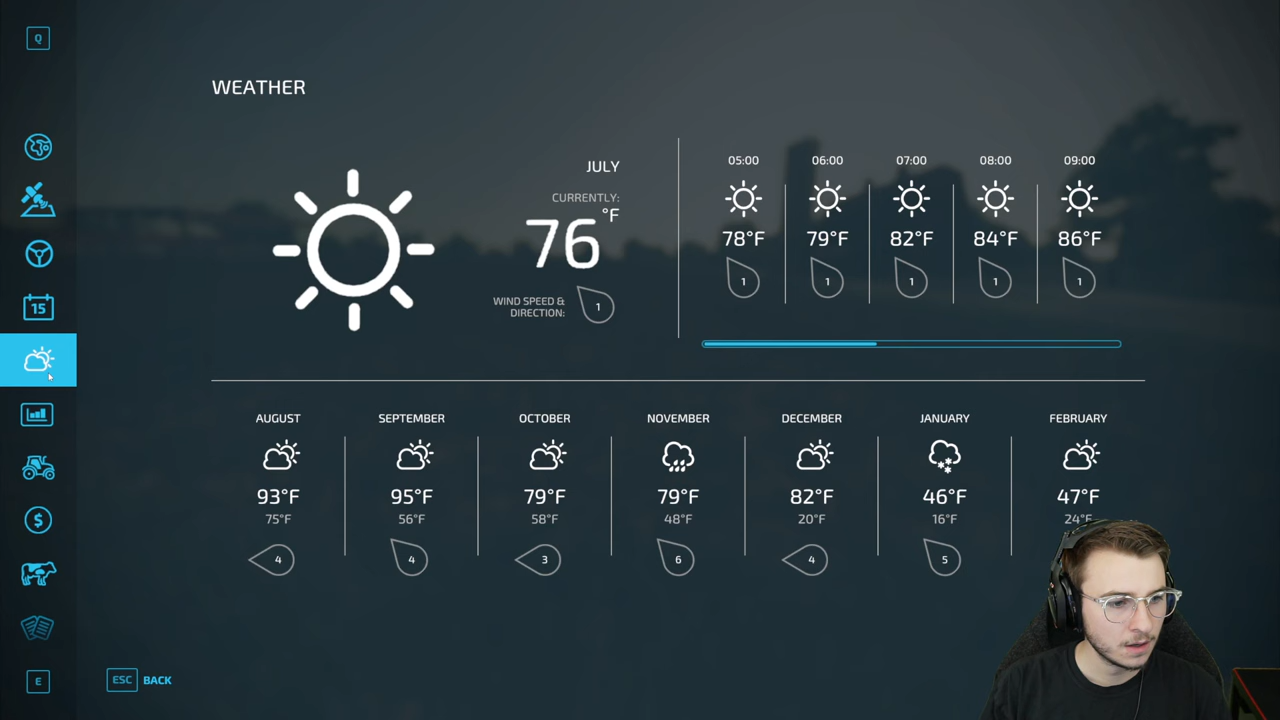 Q
WEATHER
JULY
CURRENTLY:
76 °F
WIND SPEED &
DIRECTION:
1
05:00 06:00 07:00 08:00 09:00
78°F 79°F 82°F 84°F 86°F
1 1 1 1 1
15
AUGUST SEPTEMBER OCTOBER NOVEMBER DECEMBER JANUARY FEBRUARY
93°F 95°F 79°F 79°F 82°F 46°F 47°F
75°F 56°F 58°F 48°F 20°F 16°F 24°F
4 4 3 6 4 5
$
E
ESC BACK